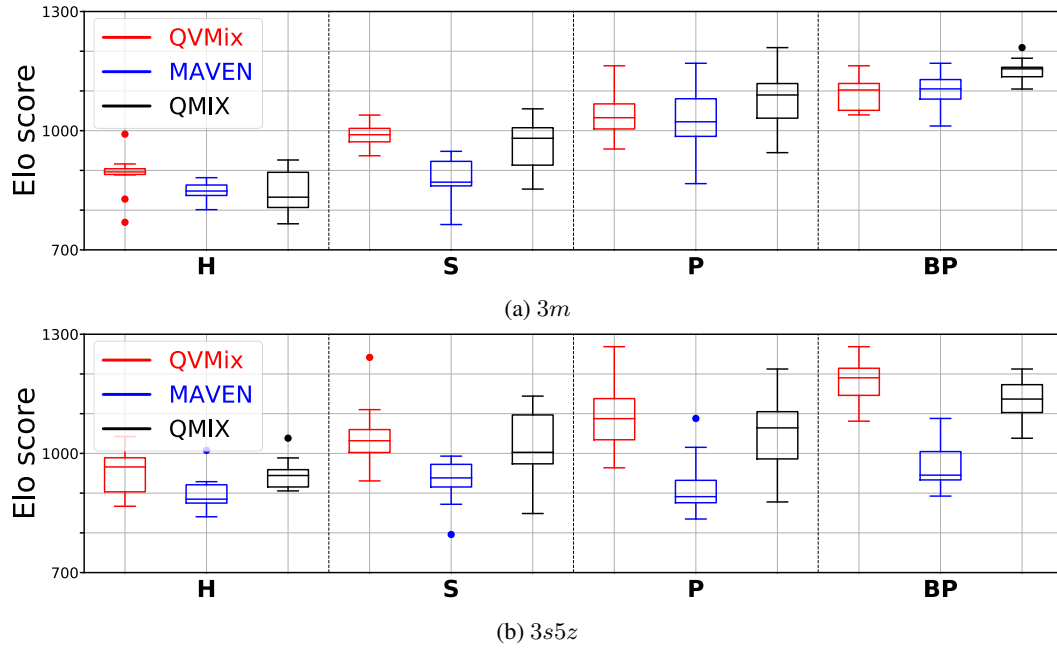 1300
QVMix
MAVEN
QMIX
1000
Elo score
700
H S P BP
(a) 3m
1300
QVMix
MAVEN
QMIX
1000
Elo score
700
H S P BP
(b) 3s5z